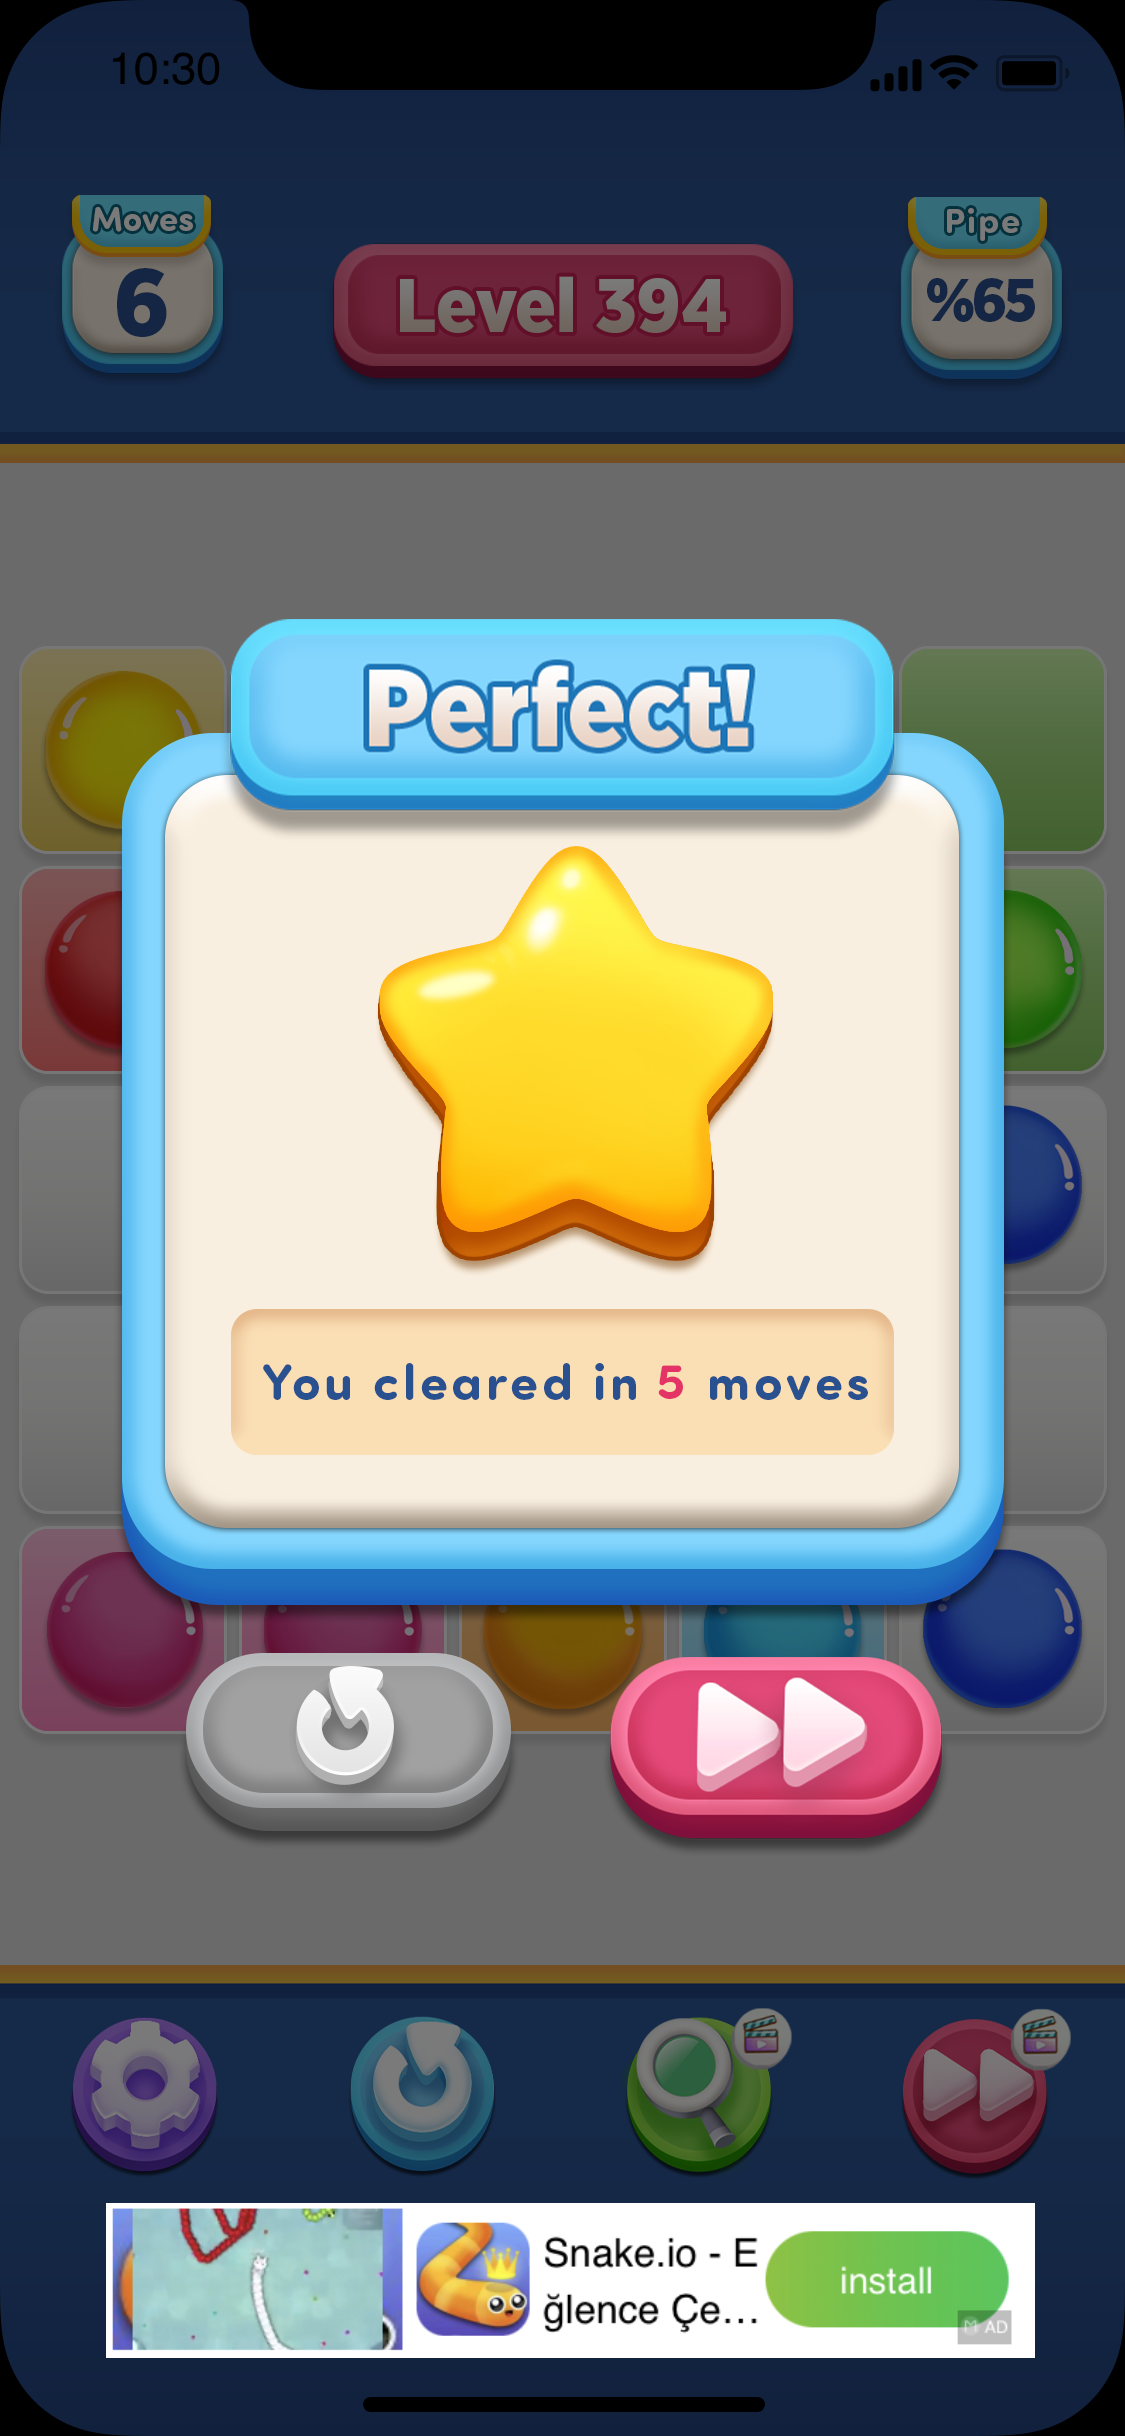 10:30
Moves
6
Level 394
Pipe
%65
Perfect!
You cleared in 5 moves
Snake.io - E
ğlence Çe...
install
AD